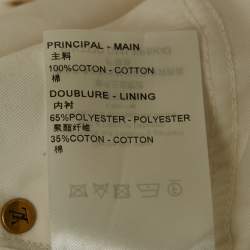 PRINCIPAL - MAIN
主料
100%COTON - COTTON
棉
DOUBLURE - LINING
内衬
65%POLYESTER - POLYESTER
聚酯纤维
35%COTON - COTTON
棉
LV